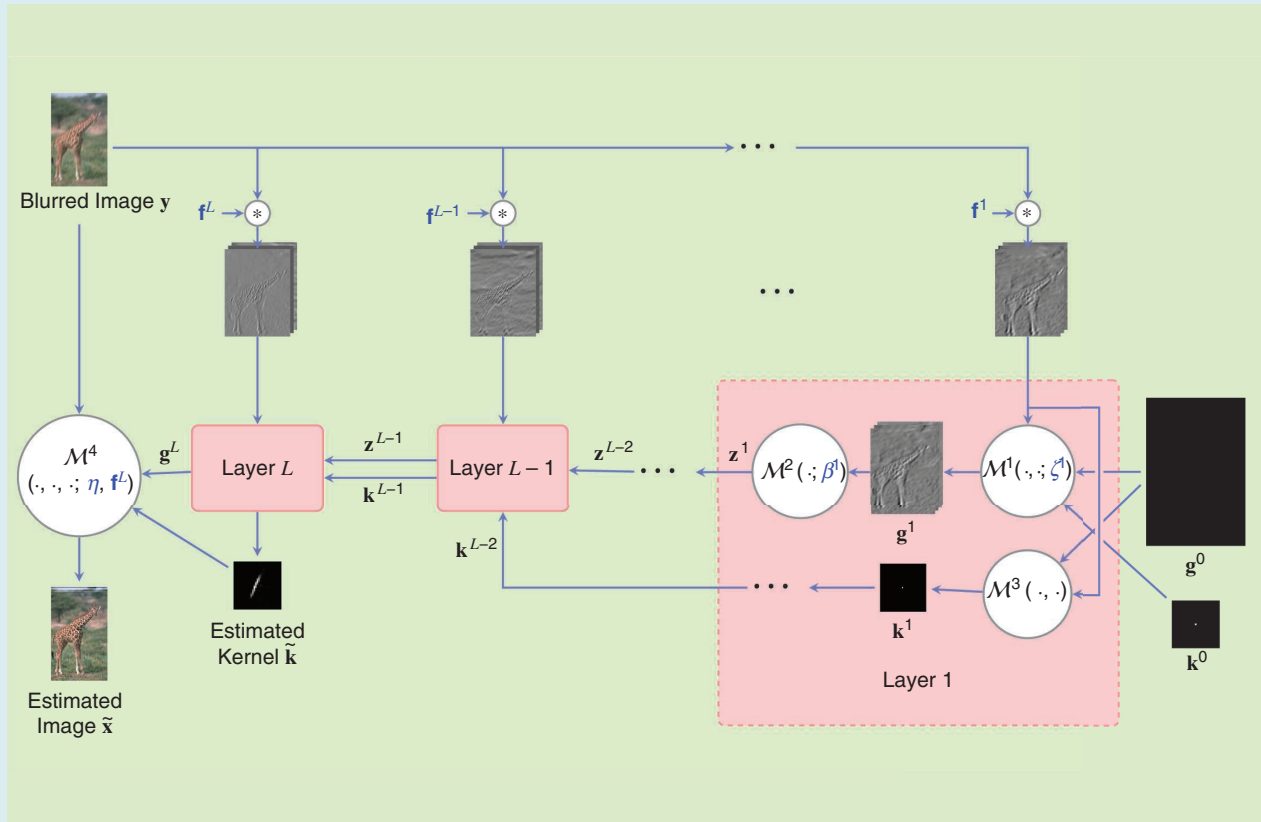 • • •
Blurred Image y
f^L * f^{L−1} * f^1 *
• • •
M^4
(·, ·, ·; η, f^L)
g^L
Layer L
z^{L−1}
k^{L−1}
Layer L − 1
z^{L−2}
• • •
z^1
M^2 (·; β^1)
g^1
M^1 (·, ·; ζ^1)
g^0
k^{L−2}
• • •
k^1
M^3 (·, ·)
k^0
Layer 1
Estimated
Kernel k̃
Estimated
Image x̃